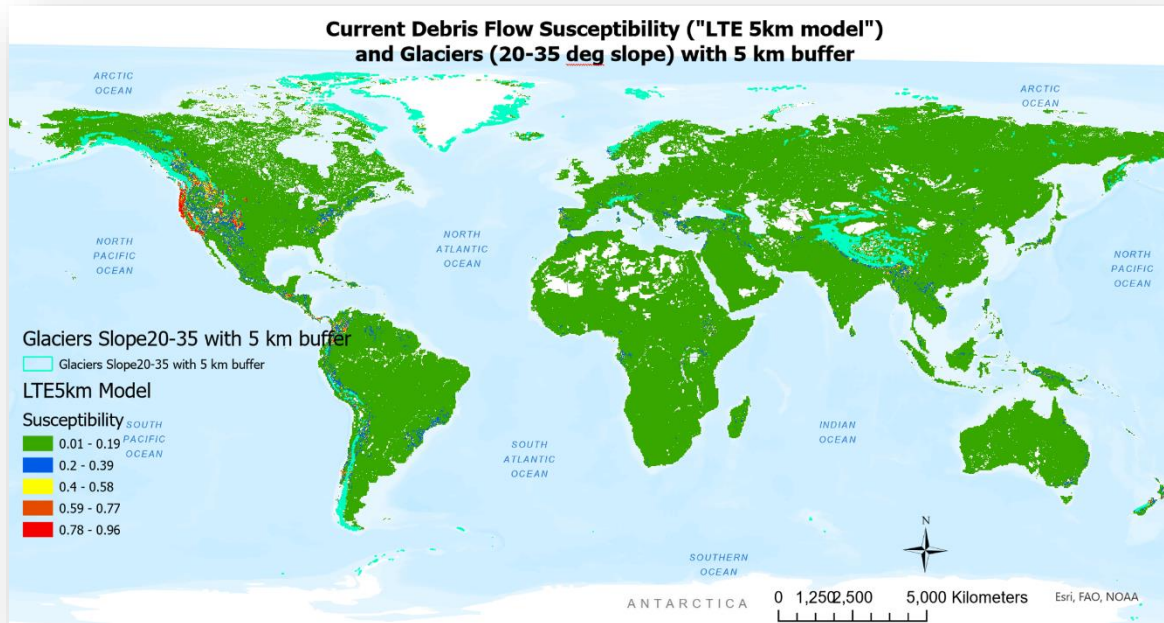 Current Debris Flow Susceptibility ("LTE 5km model")
and Glaciers (20-35 deg slope) with 5 km buffer
ARCTIC
OCEAN
ARCTIC
OCEAN
NORTH
PACIFIC
OCEAN
NORTH
ATLANTIC
OCEAN
NORTH
PACIFIC
OCEAN
Glaciers Slope20-35 with 5 km buffer
Glaciers Slope20-35 with 5 km buffer
LTE5km Model
Susceptibility
0.01 - 0.19
0.2 - 0.39
0.4 - 0.58
0.59 - 0.77
0.78 - 0.96
SOUTH
PACIFIC
OCEAN
SOUTH
ATLANTIC
OCEAN
INDIAN
OCEAN
SOUTHERN
OCEAN
ANTARCTICA
N
0 1,250 2,500 5,000 Kilometers
Esri, FAO, NOAA